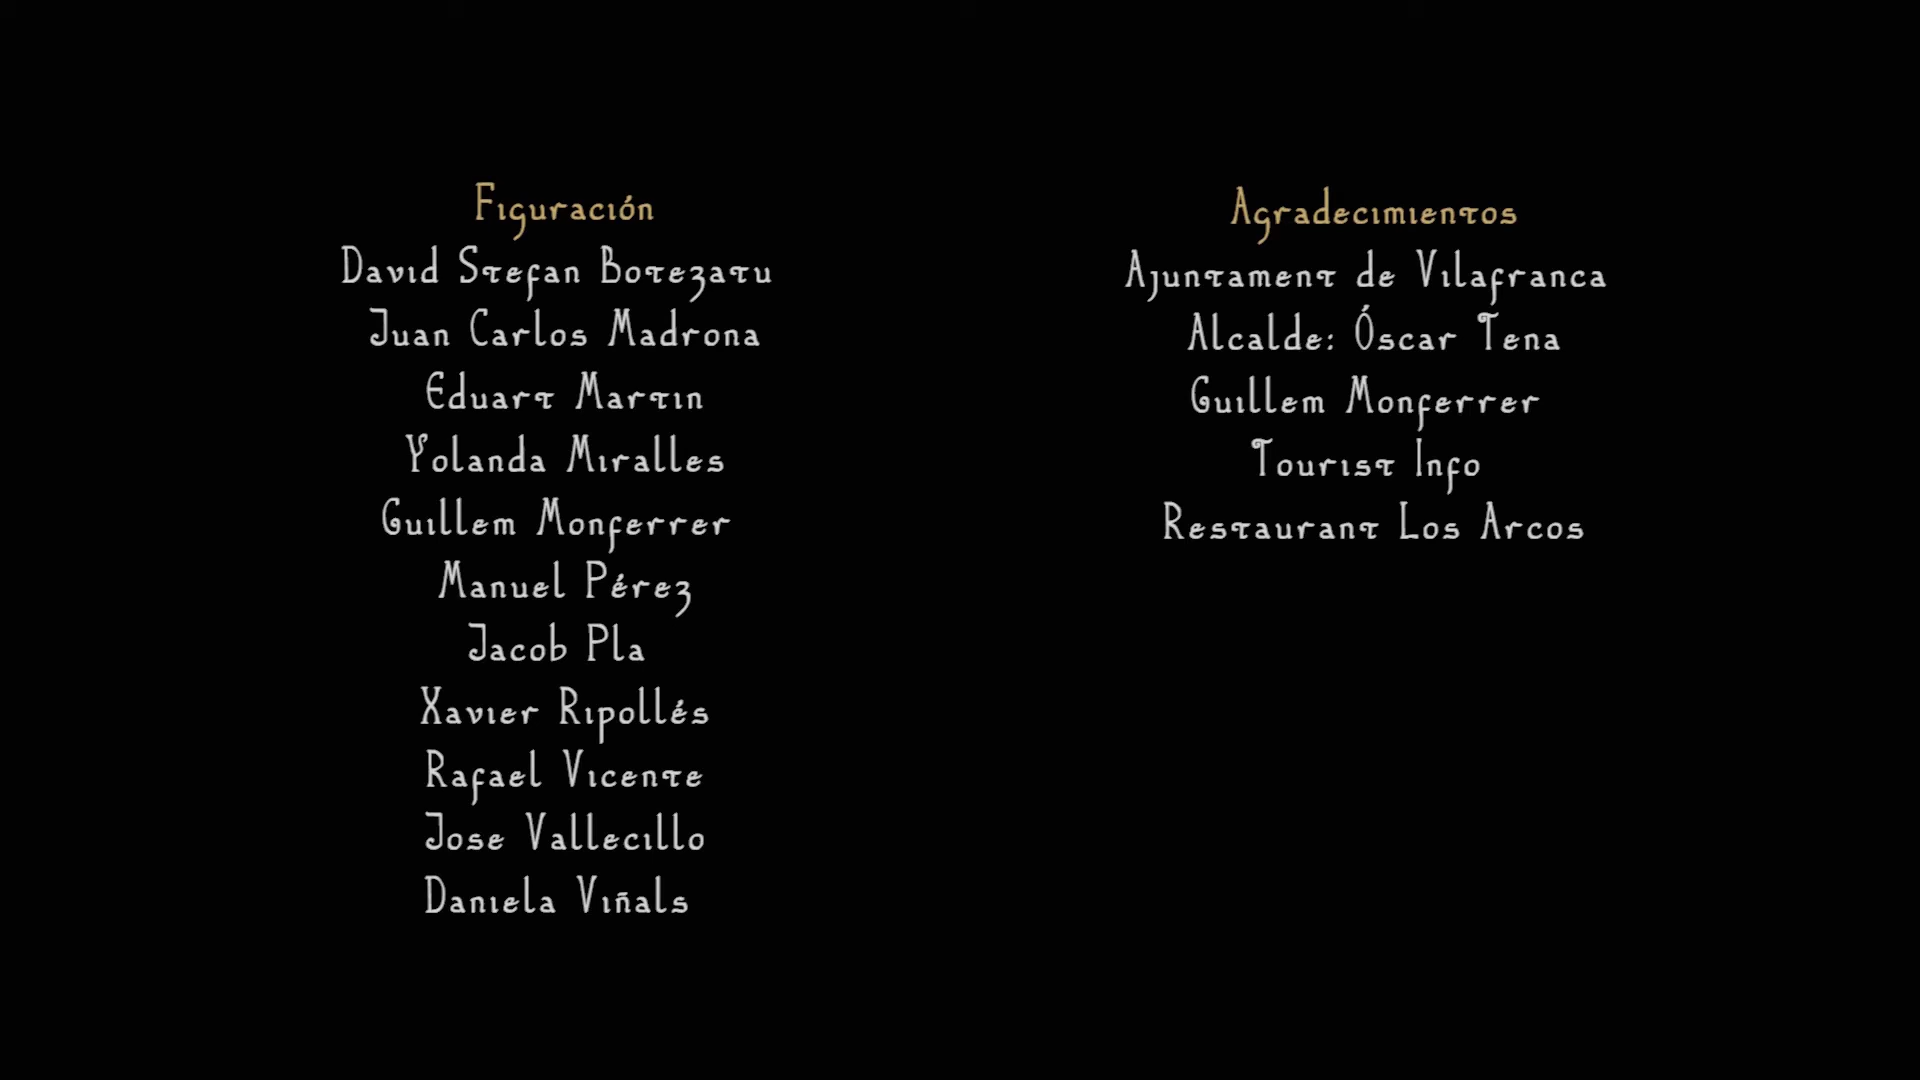 Figuración
David Stefan Botezatu
Juan Carlos Madrona
Eduart Martin
Yolanda Miralles
Guillem Monferrer
Manuel Pérez
Jacob Pla
Xavier Ripollés
Rafael Vicente
Jose Vallecillo
Daniela Viñals
Agradecimientos
Ajuntament de Vilafranca
Alcalde: Óscar Tena
Guillem Monferrer
Tourist Info
Restaurant Los Arcos